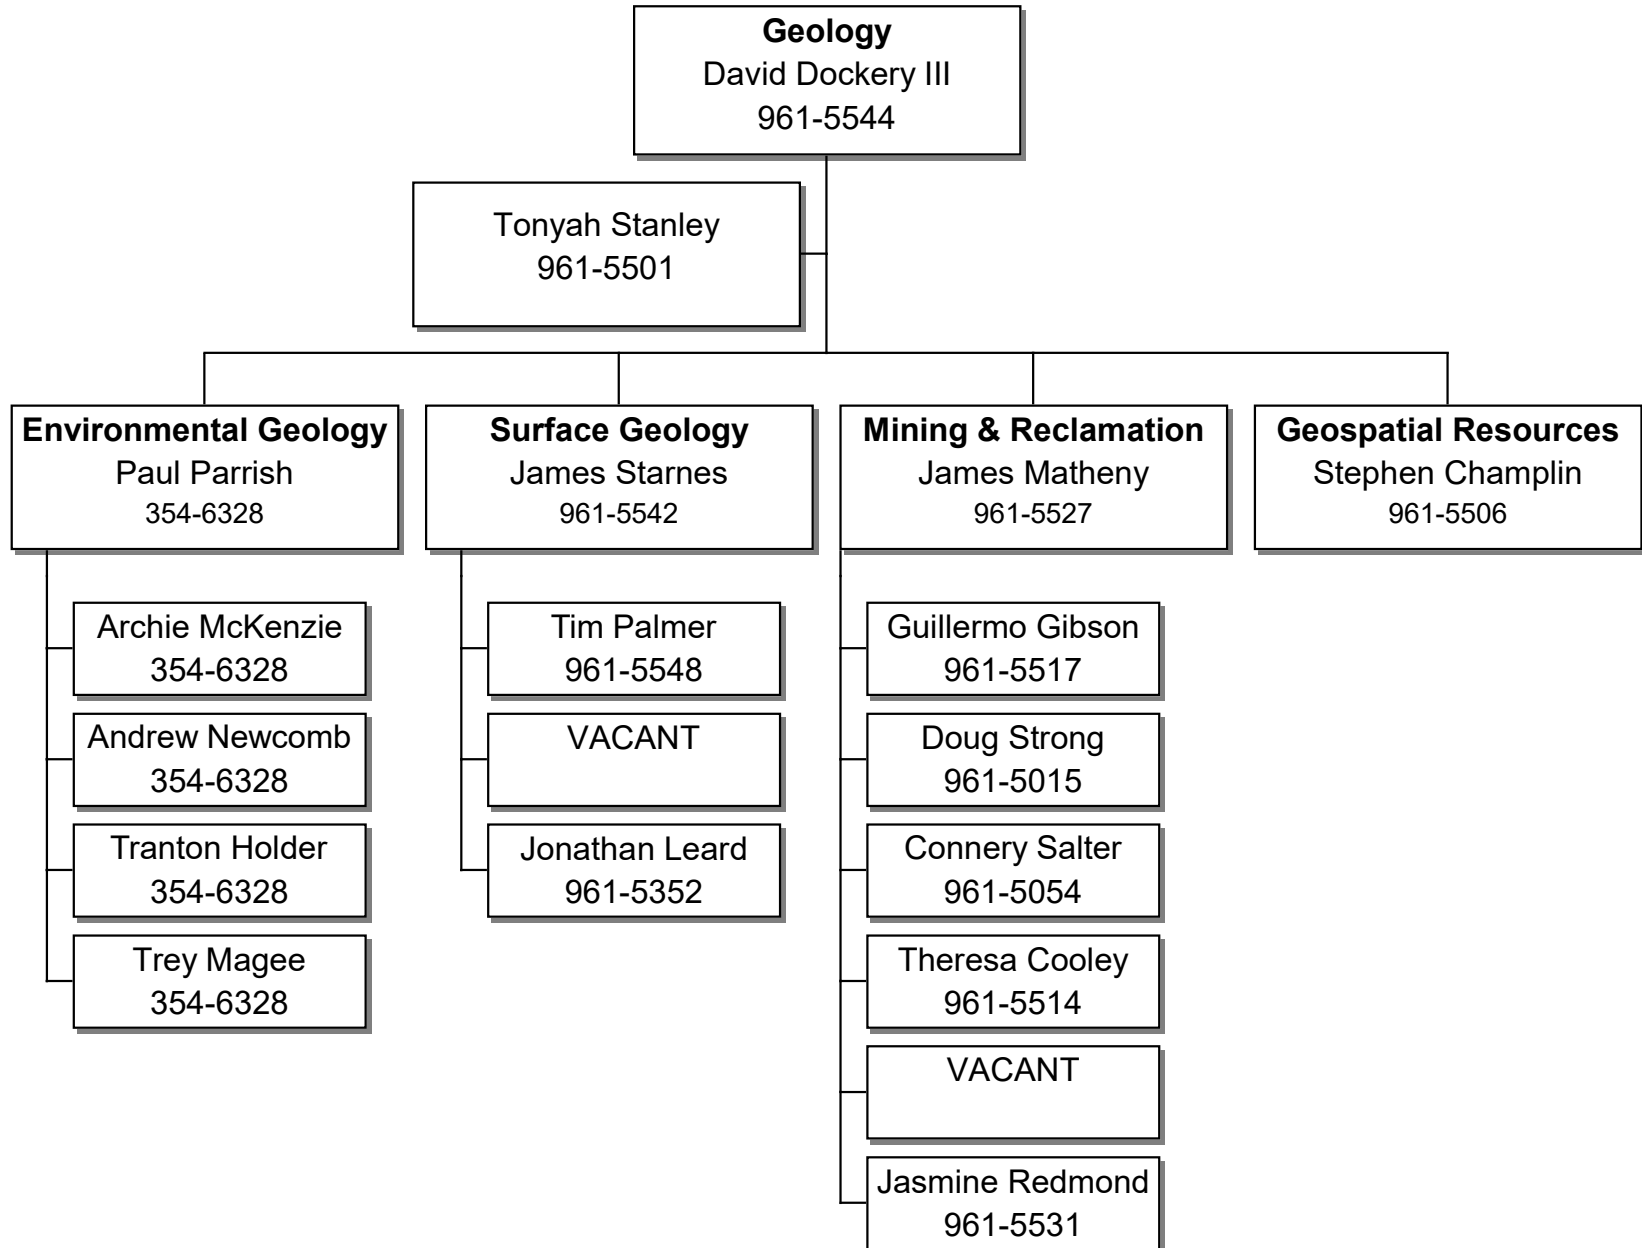 Geology
David Dockery III
961-5544
Tonyah Stanley
961-5501
Environmental Geology
Paul Parrish
354-6328
Surface Geology
James Starnes
961-5542
Mining & Reclamation
James Matheny
961-5527
Geospatial Resources
Stephen Champlin
961-5506
Archie McKenzie
354-6328
Andrew Newcomb
354-6328
Tranton Holder
354-6328
Trey Magee
354-6328
Tim Palmer
961-5548
VACANT
Jonathan Leard
961-5352
Guillermo Gibson
961-5517
Doug Strong
961-5015
Connery Salter
961-5054
Theresa Cooley
961-5514
VACANT
Jasmine Redmond
961-5531